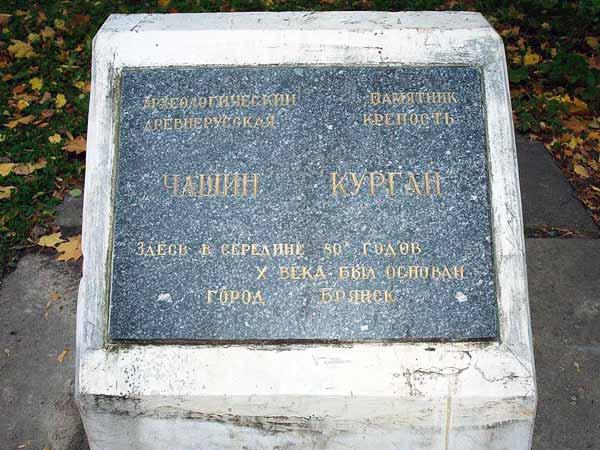 АРХЕОЛОГИЧЕСКИЙ ПАМЯТНИК
ДРЕВНЕРУССКАЯ КРЕПОСТЬ
ЧАШИН КУРГАН
ЗДЕСЬ В СЕРЕДИНЕ 80х ГОДОВ
X ВЕКА БЫЛ ОСНОВАН
ГОРОД БРЯНСК